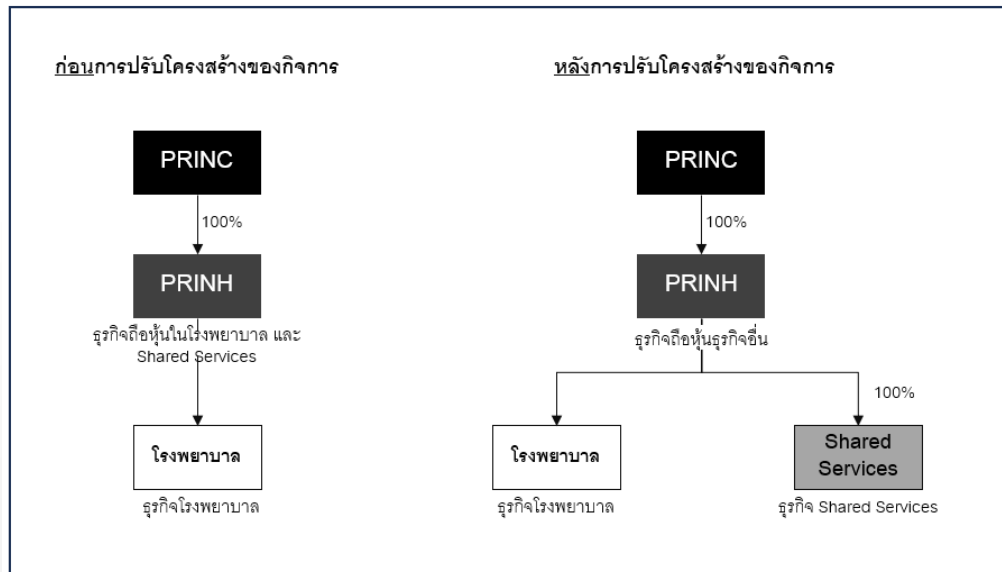 ก่อนการปรับโครงสร้างของกิจการ
PRINC
100%
PRINH
ธุรกิจถือหุ้นในโรงพยาบาล และ
Shared Services
โรงพยาบาล
ธุรกิจโรงพยาบาล
หลังการปรับโครงสร้างของกิจการ
PRINC
100%
PRINH
ธุรกิจถือหุ้นธุรกิจอื่น
100%
โรงพยาบาล
ธุรกิจโรงพยาบาล
Shared
Services
ธุรกิจ Shared Services